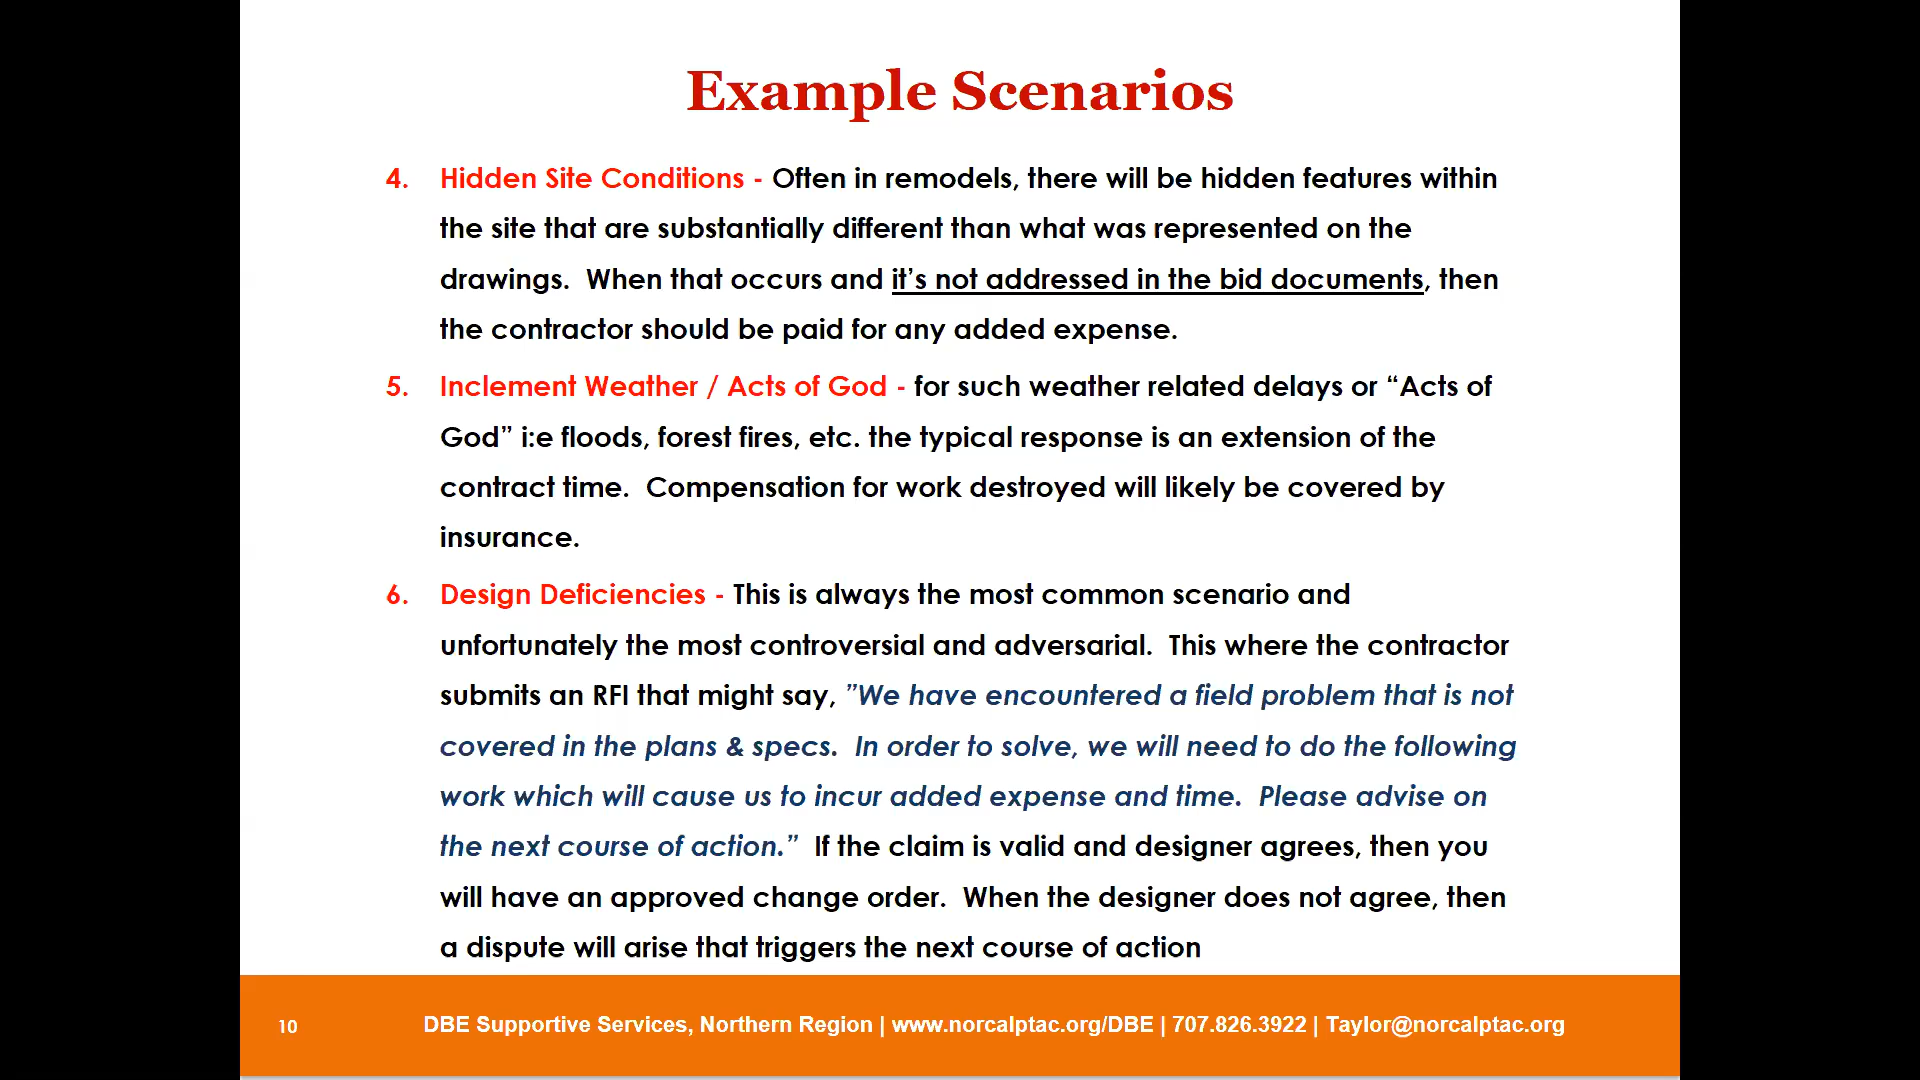 Example Scenarios
4. Hidden Site Conditions - Often in remodels, there will be hidden features within
the site that are substantially different than what was represented on the
drawings.  When that occurs and it’s not addressed in the bid documents, then
the contractor should be paid for any added expense.
5. Inclement Weather / Acts of God - for such weather related delays or “Acts of
God” i:e floods, forest fires, etc. the typical response is an extension of the
contract time.  Compensation for work destroyed will likely be covered by
insurance.
6. Design Deficiencies - This is always the most common scenario and
unfortunately the most controversial and adversarial.  This where the contractor
submits an RFI that might say, ”We have encountered a field problem that is not
covered in the plans & specs.  In order to solve, we will need to do the following
work which will cause us to incur added expense and time.  Please advise on
the next course of action.”  If the claim is valid and designer agrees, then you
will have an approved change order.  When the designer does not agree, then
a dispute will arise that triggers the next course of action
10 DBE Supportive Services, Northern Region | www.norcalptac.org/DBE | 707.826.3922 | Taylor@norcalptac.org